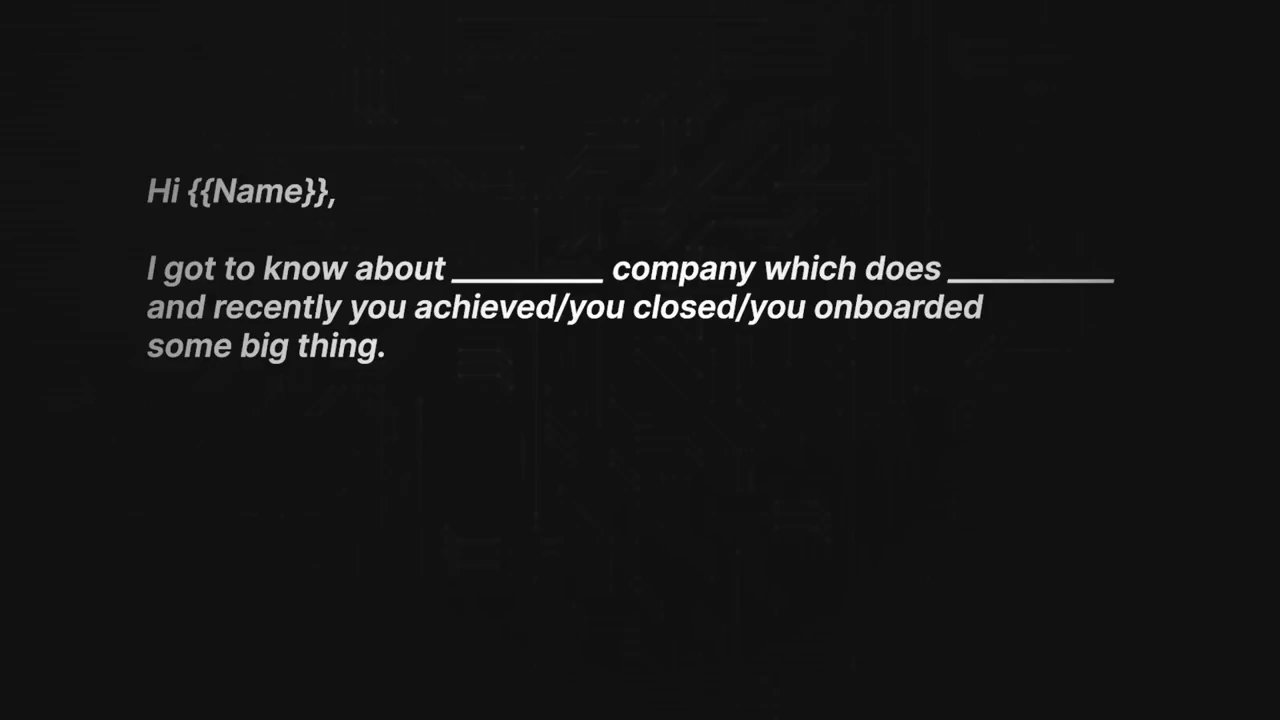 Hi {{Name}},
I got to know about _________ company which does __________
and recently you achieved/you closed/you onboarded
some big thing.